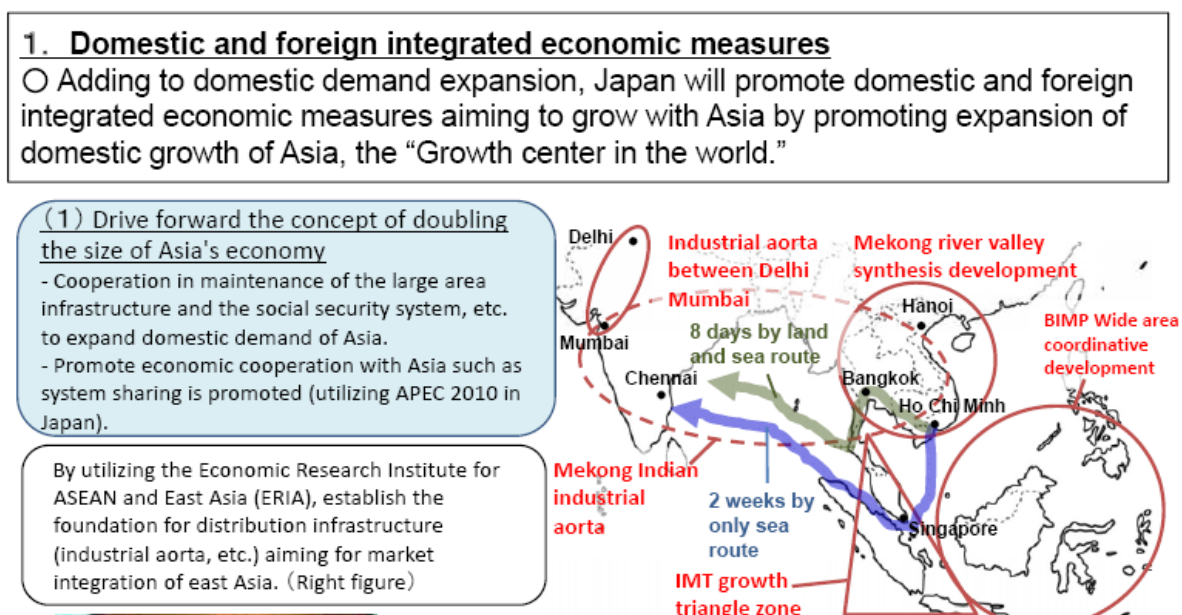 1. Domestic and foreign integrated economic measures
○ Adding to domestic demand expansion, Japan will promote domestic and foreign
integrated economic measures aiming to grow with Asia by promoting expansion of
domestic growth of Asia, the “Growth center in the world.”
(1) Drive forward the concept of doubling
the size of Asia's economy
- Cooperation in maintenance of the large area
infrastructure and the social security system, etc.
to expand domestic demand of Asia.
- Promote economic cooperation with Asia such as
system sharing is promoted (utilizing APEC 2010 in
Japan).
By utilizing the Economic Research Institute for
ASEAN and East Asia (ERIA), establish the
foundation for distribution infrastructure
(industrial aorta, etc.) aiming for market
integration of east Asia. (Right figure)
Delhi
Industrial aorta
between Delhi
Mumbai
Mekong river valley
synthesis development
Hanoi
BIMP Wide area
coordinative
development
Mumbai
8 days by land
and sea route
Chennai
Bangkok
Ho Chi Minh
Mekong Indian
industrial
aorta
2 weeks by
only sea
route
Singapore
IMT growth
triangle zone